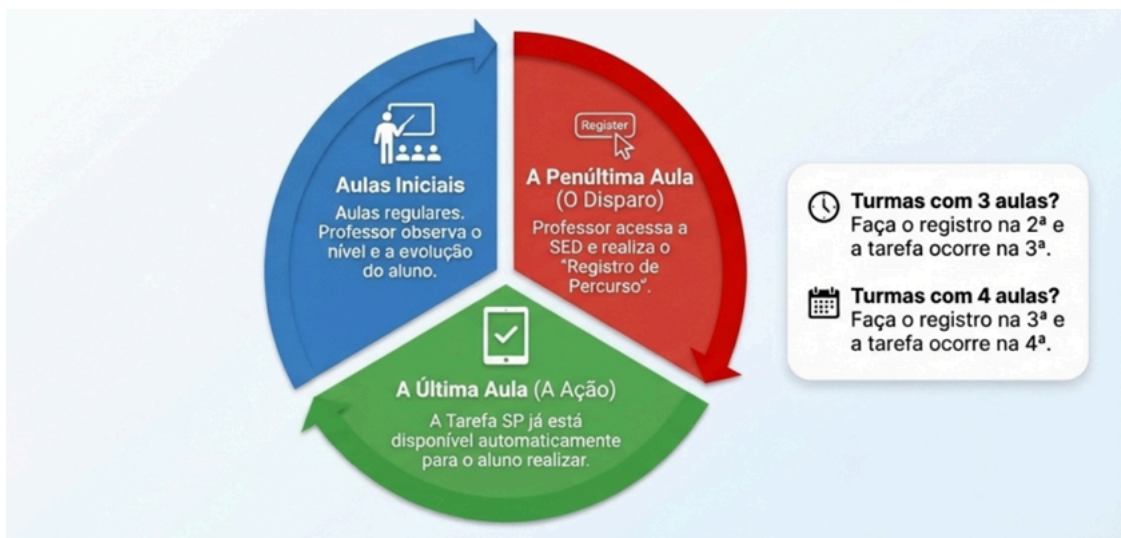 Aulas Iniciais
Aulas regulares.
Professor observa o
nível e a evolução
do aluno.
Register
A Penúltima Aula
(O Disparo)
Professor acessa a
SED e realiza o
"Registro de
Percurso".
A Última Aula (A Ação)
A Tarefa SP já está
disponível automaticamente
para o aluno realizar.
Turmas com 3 aulas?
Faça o registro na 2ª e
a tarefa ocorre na 3ª.
Turmas com 4 aulas?
Faça o registro na 3ª e
a tarefa ocorre na 4ª.